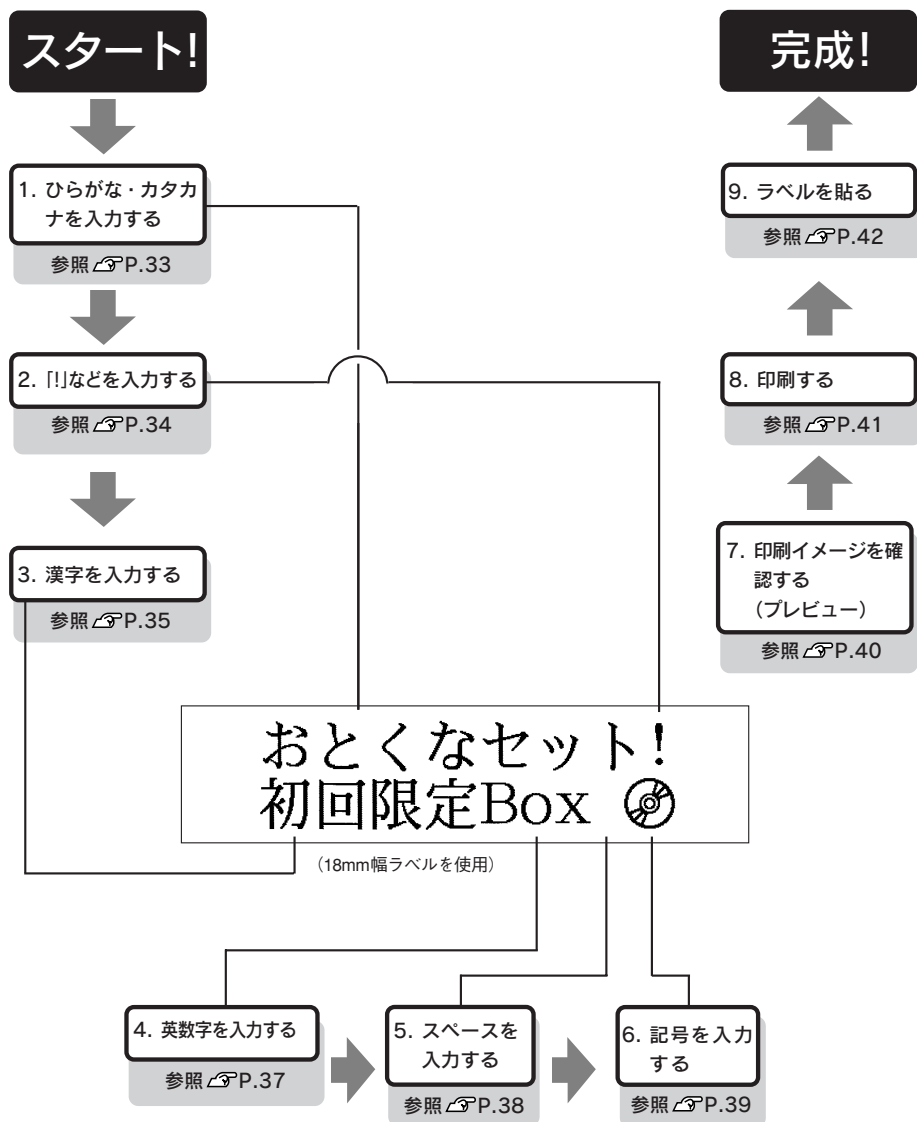 スタート!
1. ひらがな・カタカ
ナを入力する
参照 P.33
2.「!」などを入力する
参照 P.34
3. 漢字を入力する
参照 P.35
おとくなセット!
初回限定Box
（18mm幅ラベルを使用）
4. 英数字を入力する
参照 P.37
5. スペースを
入力する
参照 P.38
6. 記号を入力
する
参照 P.39
7. 印刷イメージを確
認する
（プレビュー）
参照 P.40
8. 印刷する
参照 P.41
9. ラベルを貼る
参照 P.42
完成!